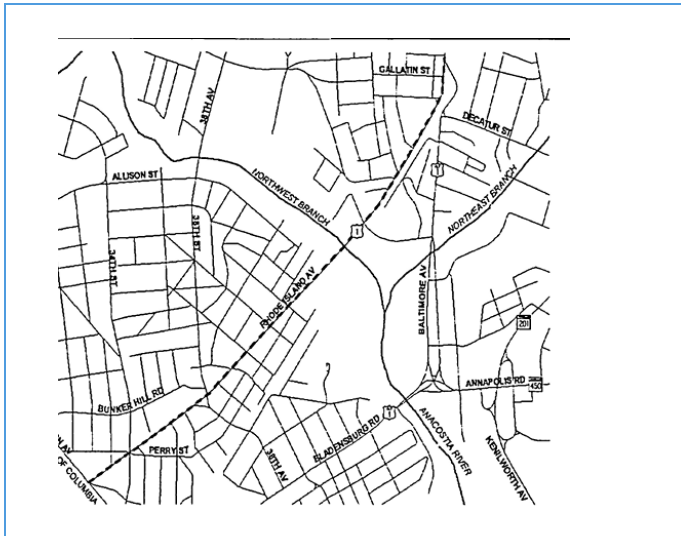 GALLATIN ST
38TH AV
DECATUR ST
ALLISON ST
NORTHWEST BRANCH
NORTHEAST BRANCH
1
1
34TH ST
38TH ST
RHODE ISLAND AV
BALTIMORE AV
201
ANNAPOLIS RD
450
BUNKER HILL RD
1
BLADENSBURG RD
ANACOSTIA RIVER
38TH AV
PERRY ST
KENILWORTH AV
AV
OF COLUMBIA